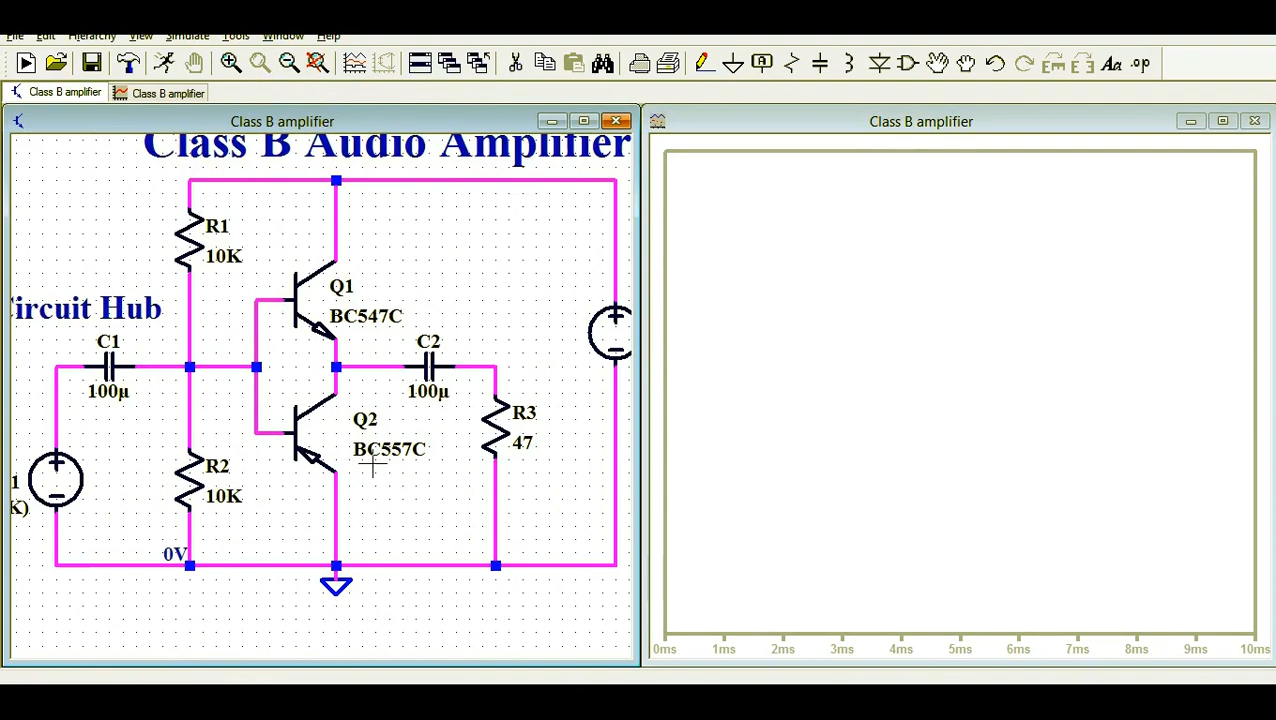 File Edit Hierarchy View Simulate Tools Window Help
.op
Class B amplifier Class B amplifier
Class B amplifier
Class B amplifier
Class B Audio Amplifier
R1
10K
Q1
BC547C
ircuit Hub
C1
100µ
C2
100µ
Q2
BC557C
R3
47
R2
10K
1
K)
0V
0ms 1ms 2ms 3ms 4ms 5ms 6ms 7ms 8ms 9ms 10ms